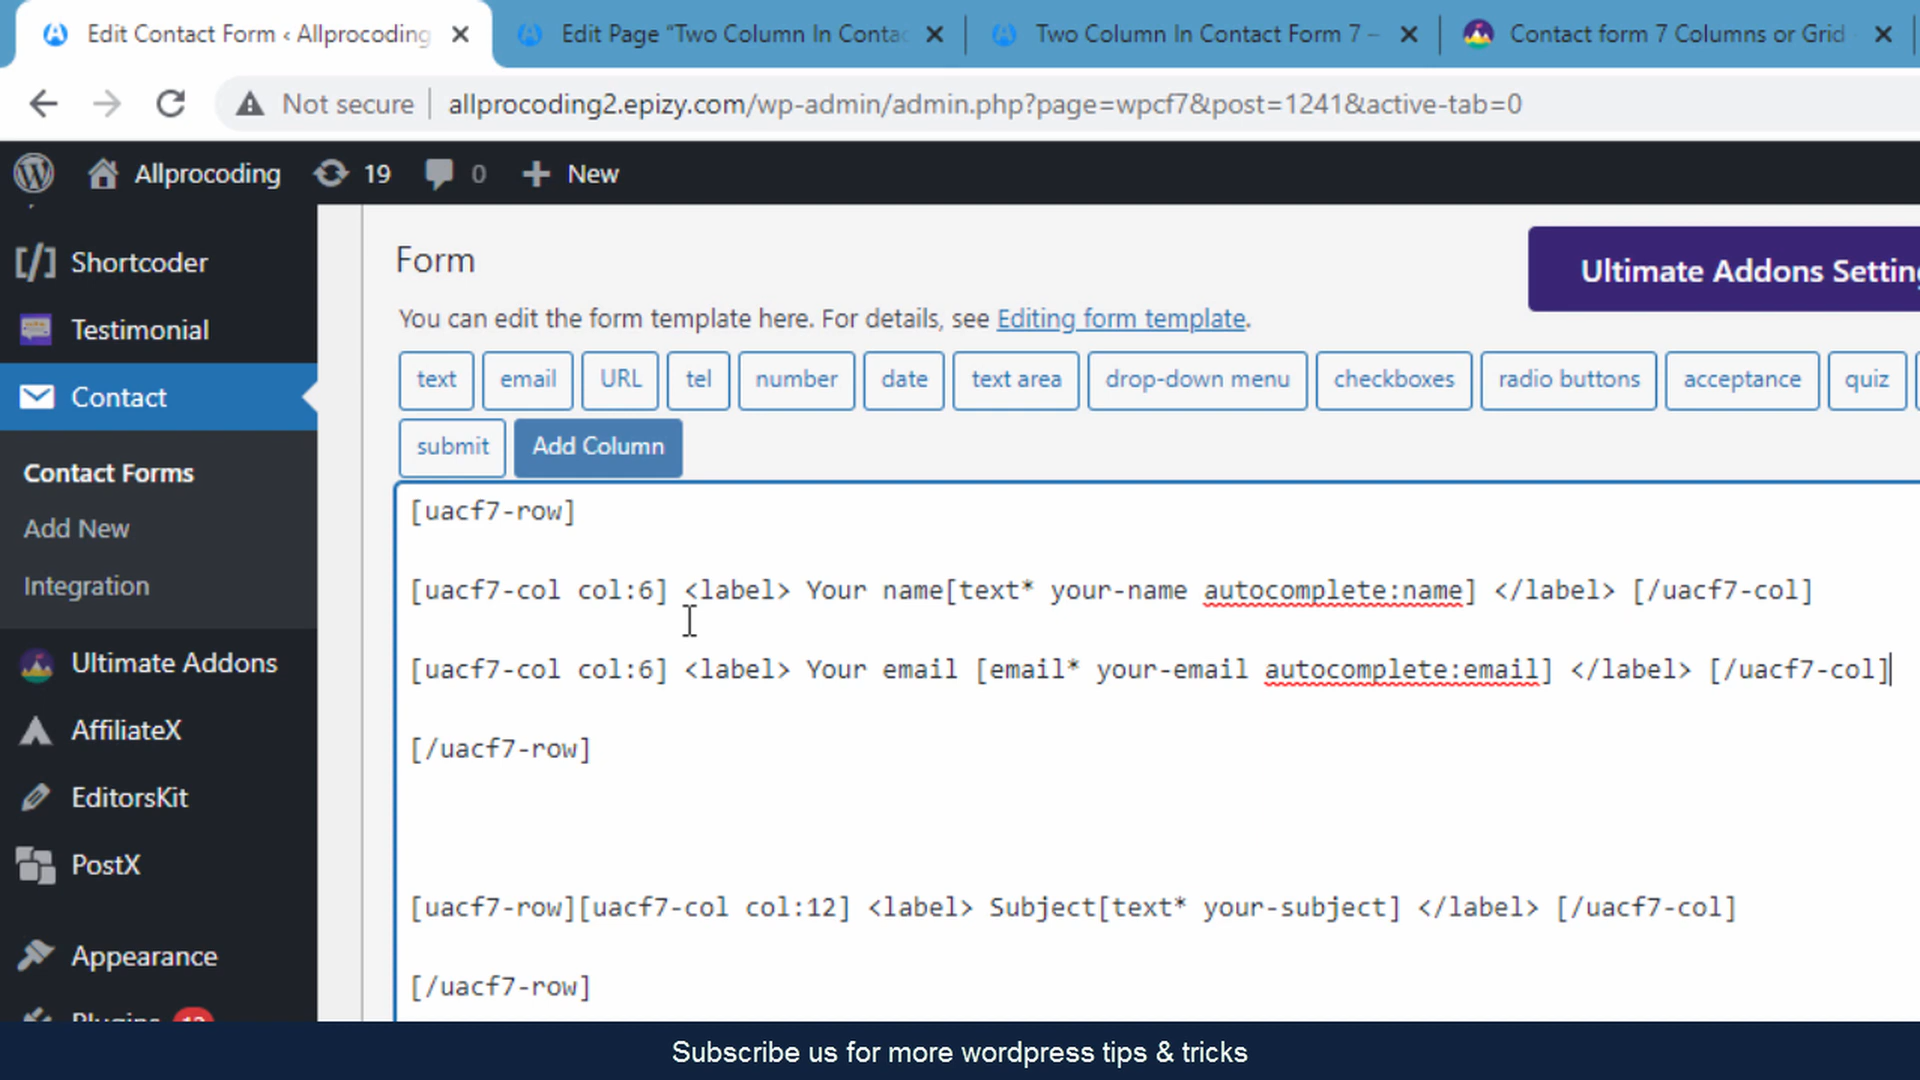 Edit Contact Form ‹ Allprocoding
Edit Page "Two Column In Contac
Two Column In Contact Form 7 –
Contact form 7 Columns or Grid
Not secure
allprocoding2.epizy.com/wp-admin/admin.php?page=wpcf7&post=1241&active-tab=0
Allprocoding
19
0
New
Shortcoder
Testimonial
Contact
Contact Forms
Add New
Integration
Ultimate Addons
AffiliateX
EditorsKit
PostX
Appearance
Plugins
Form
Ultimate Addons Setting
You can edit the form template here. For details, see Editing form template.
text
email
URL
tel
number
date
text area
drop-down menu
checkboxes
radio buttons
acceptance
quiz
submit
Add Column
[uacf7-row]
[uacf7-col col:6] <label> Your name[text* your-name autocomplete:name] </label> [/uacf7-col]
[uacf7-col col:6] <label> Your email [email* your-email autocomplete:email] </label> [/uacf7-col]
[/uacf7-row]
[uacf7-row][uacf7-col col:12] <label> Subject[text* your-subject] </label> [/uacf7-col]
[/uacf7-row]
Subscribe us for more wordpress tips & tricks